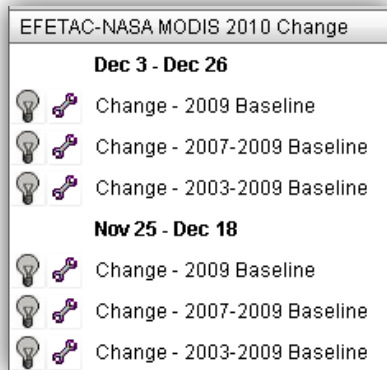 EFETAC-NASA MODIS 2010 Change
Dec 3 - Dec 26
Change - 2009 Baseline
Change - 2007-2009 Baseline
Change - 2003-2009 Baseline
Nov 25 - Dec 18
Change - 2009 Baseline
Change - 2007-2009 Baseline
Change - 2003-2009 Baseline